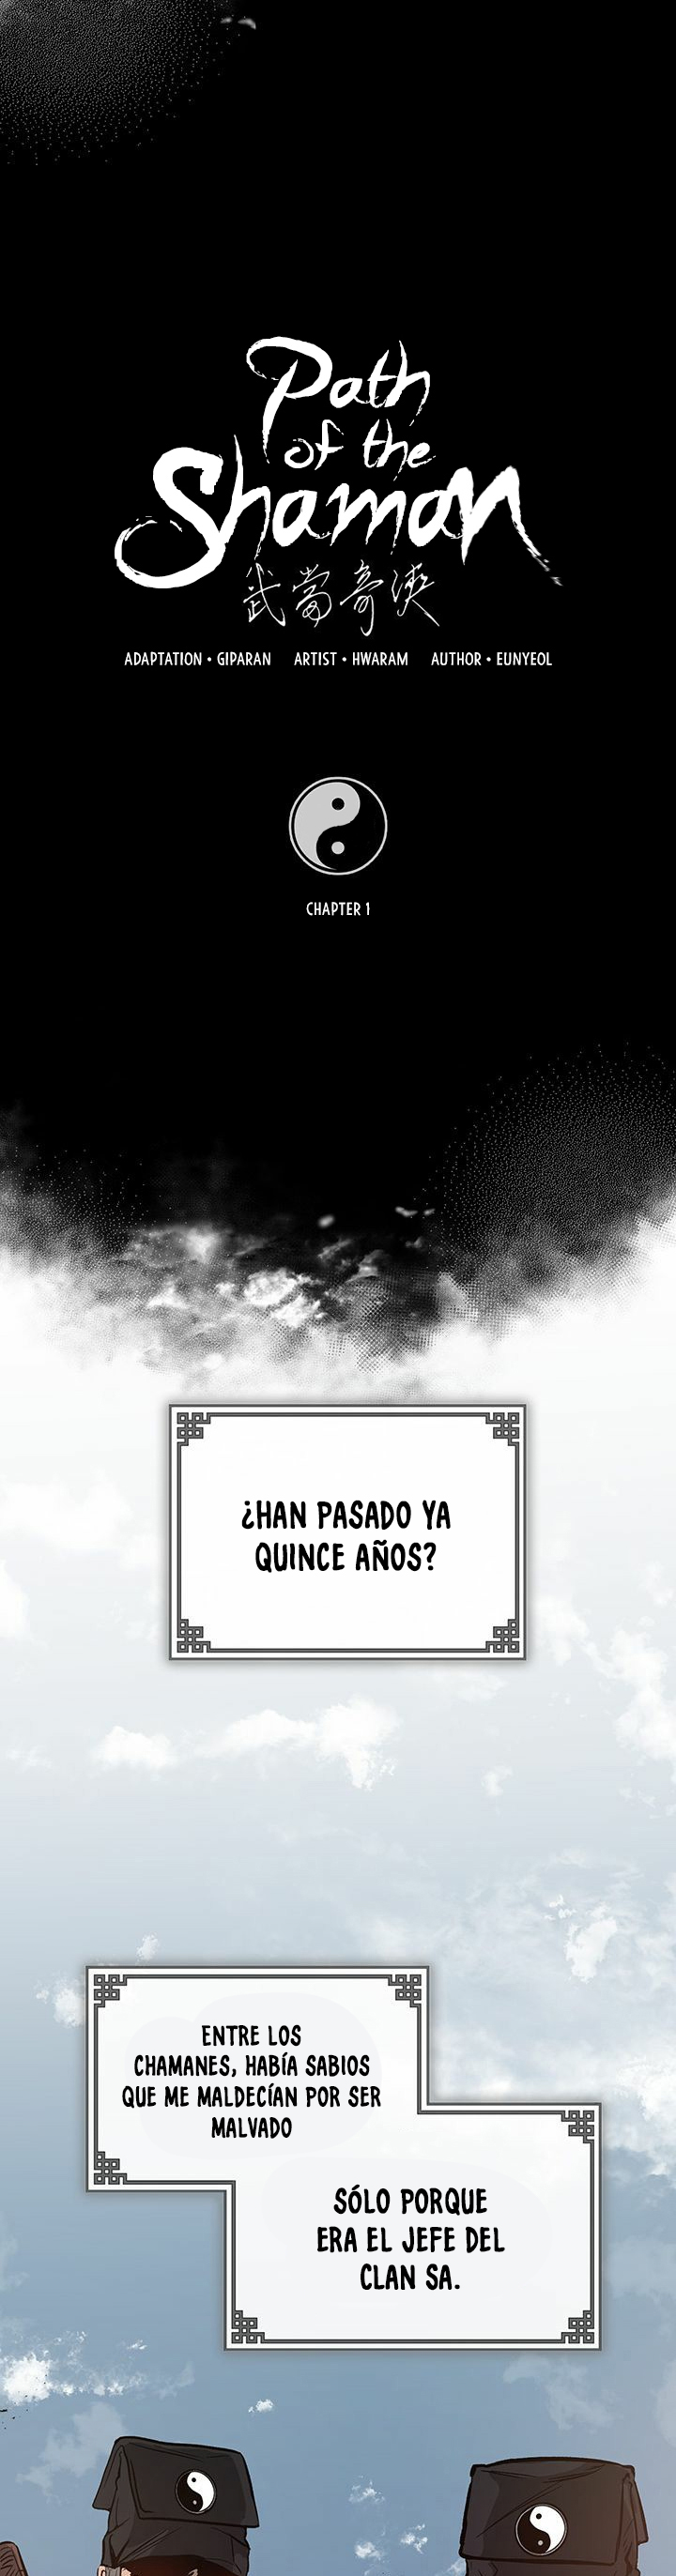 Path
of the
Shaman
武當奇俠
ADAPTATION • GIPARAN ARTIST • HWARAM AUTHOR • EUNYEOL
CHAPTER 1
¿HAN PASADO YA
QUINCE AÑOS?
ENTRE LOS
CHAMANES, HABÍA SABIOS
QUE ME MALDECÍAN POR SER
MALVADO
SÓLO PORQUE
ERA EL JEFE DEL
CLAN SA.